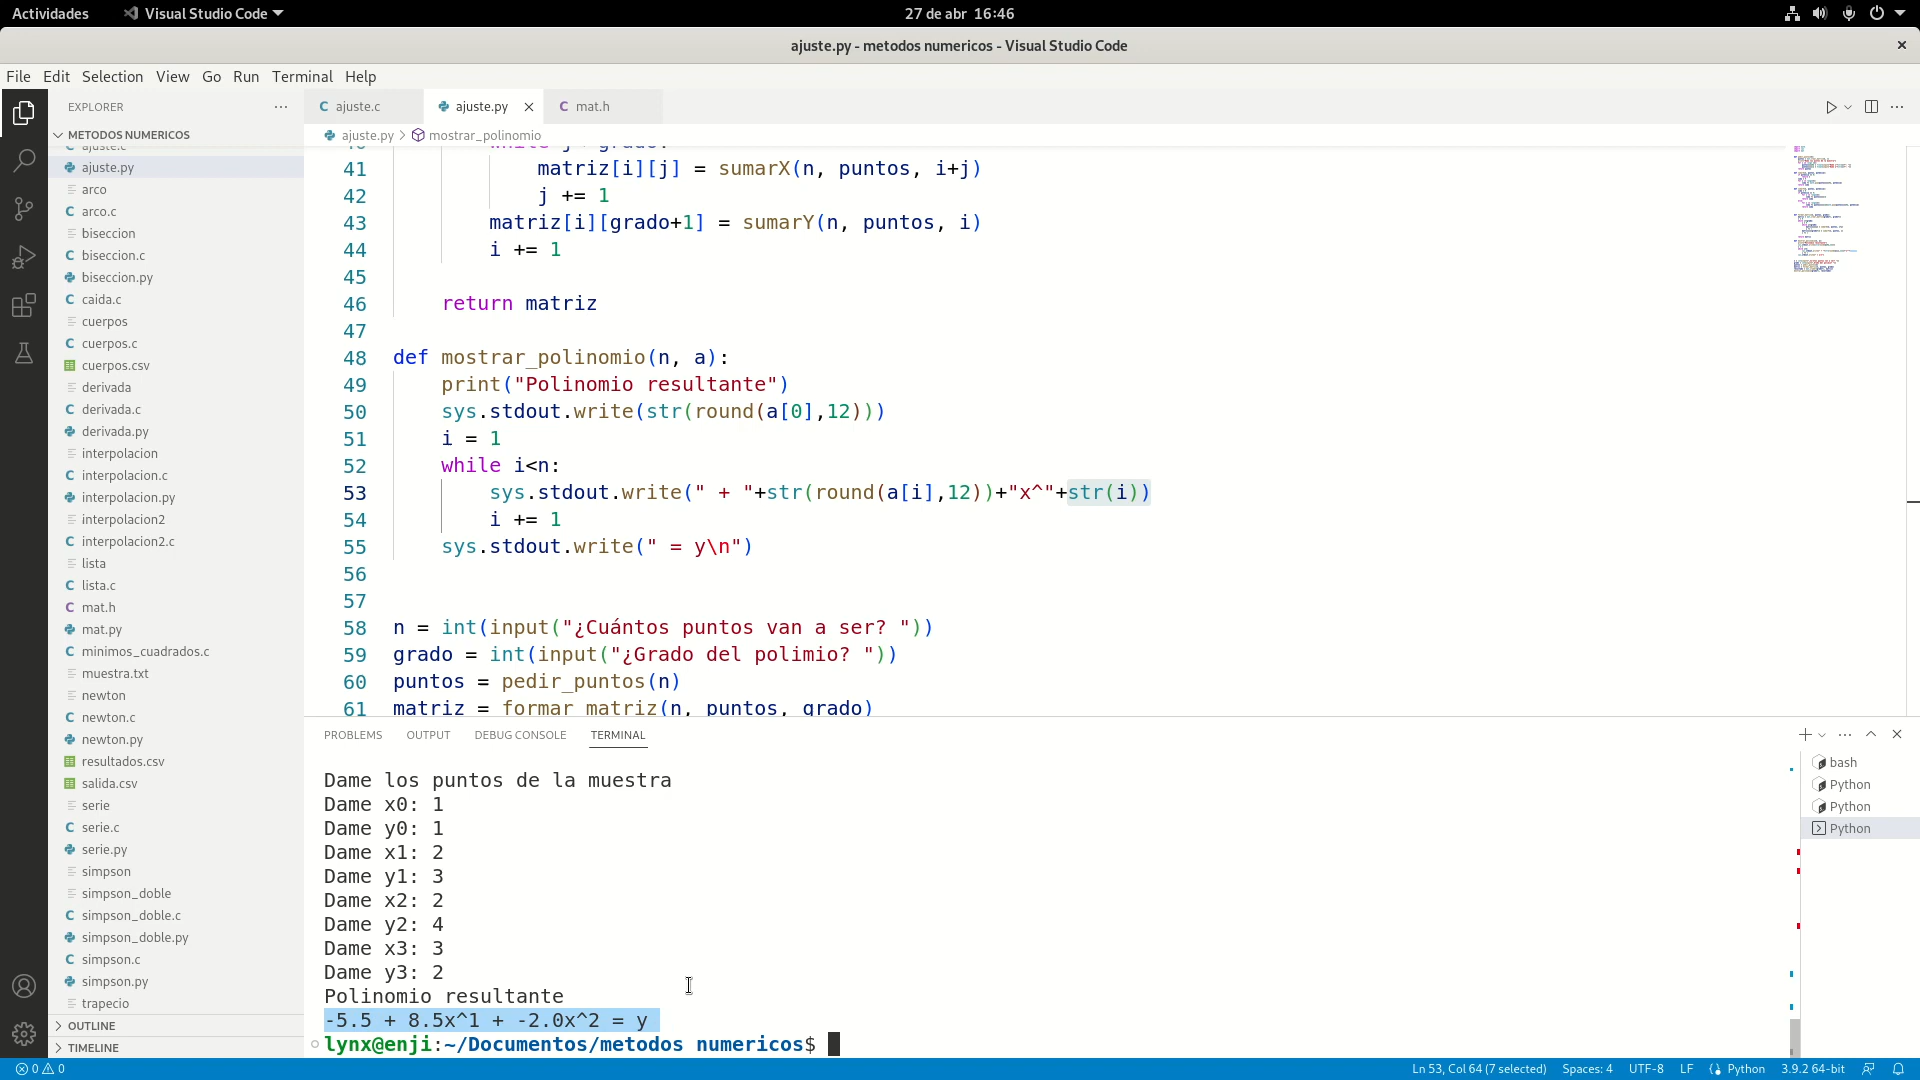 Actividades
Visual Studio Code
27 de abr 16:46
ajuste.py - metodos numericos - Visual Studio Code
File Edit Selection View Go Run Terminal Help
EXPLORER
METODOS NUMERICOS
ajuste.c
ajuste.py
arco
arco.c
biseccion
biseccion.c
biseccion.py
caida.c
cuerpos
cuerpos.c
cuerpos.csv
derivada
derivada.c
derivada.py
interpolacion
interpolacion.c
interpolacion.py
interpolacion2
interpolacion2.c
lista
lista.c
mat.h
mat.py
minimos_cuadrados.c
muestra.txt
newton
newton.c
newton.py
resultados.csv
salida.csv
serie
serie.c
serie.py
simpson
simpson_doble
simpson_doble.c
simpson_doble.py
simpson.c
simpson.py
trapecio
OUTLINE
TIMELINE
ajuste.c ajuste.py mat.h
ajuste.py > mostrar_polinomio
41 matriz[i][j] = sumarX(n, puntos, i+j)
42 j += 1
43 matriz[i][grado+1] = sumarY(n, puntos, i)
44 i += 1
45
46 return matriz
47
48 def mostrar_polinomio(n, a):
49 print("Polinomio resultante")
50 sys.stdout.write(str(round(a[0],12)))
51 i = 1
52 while i<n:
53 sys.stdout.write(" + "+str(round(a[i],12))+"x^"+str(i))
54 i += 1
55 sys.stdout.write(" = y\n")
56
57
58 n = int(input("¿Cuántos puntos van a ser? "))
59 grado = int(input("¿Grado del polimio? "))
60 puntos = pedir_puntos(n)
61 matriz = formar_matriz(n, puntos, grado)
PROBLEMS OUTPUT DEBUG CONSOLE TERMINAL
Dame los puntos de la muestra
Dame x0: 1
Dame y0: 1
Dame x1: 2
Dame y1: 3
Dame x2: 2
Dame y2: 4
Dame x3: 3
Dame y3: 2
Polinomio resultante
-5.5 + 8.5x^1 + -2.0x^2 = y
lynx@enji:~/Documentos/metodos numericos$
bash
Python
Python
Python
0 0
Ln 53, Col 64 (7 selected) Spaces: 4 UTF-8 LF Python 3.9.2 64-bit